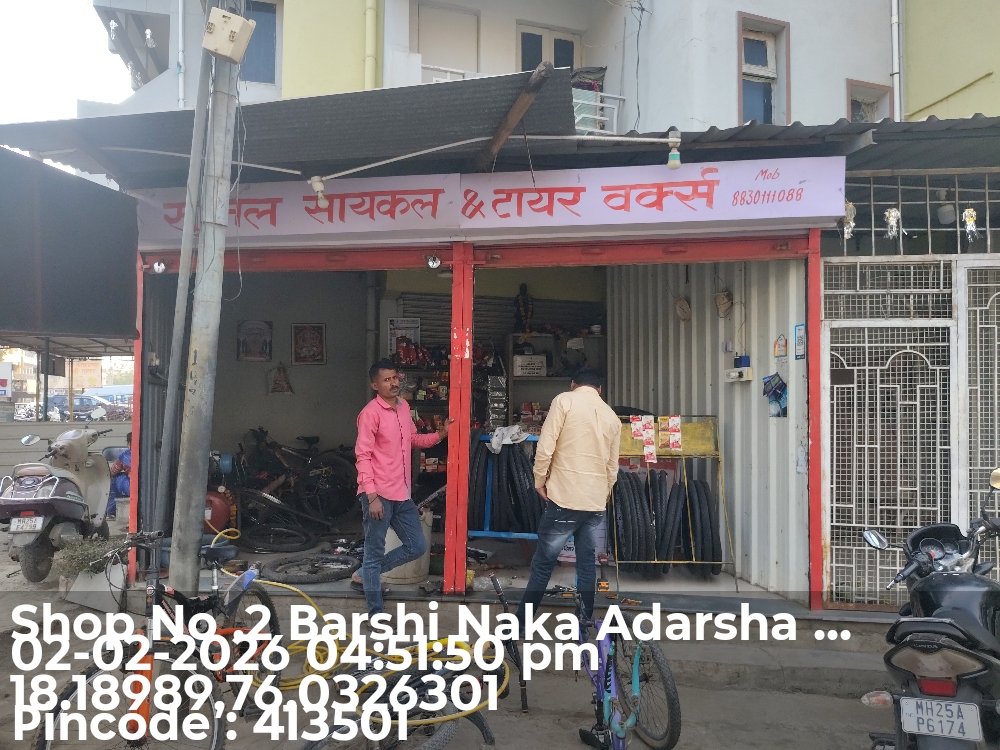 सायकल & टायर वर्क्स
Mob
8830111088
MH25A
P6174
Shop No :2 Barshi Naka Adarsha ...
02-02-2026 04:51:50 pm
18.18989,76.0326301
Pincode : 413501